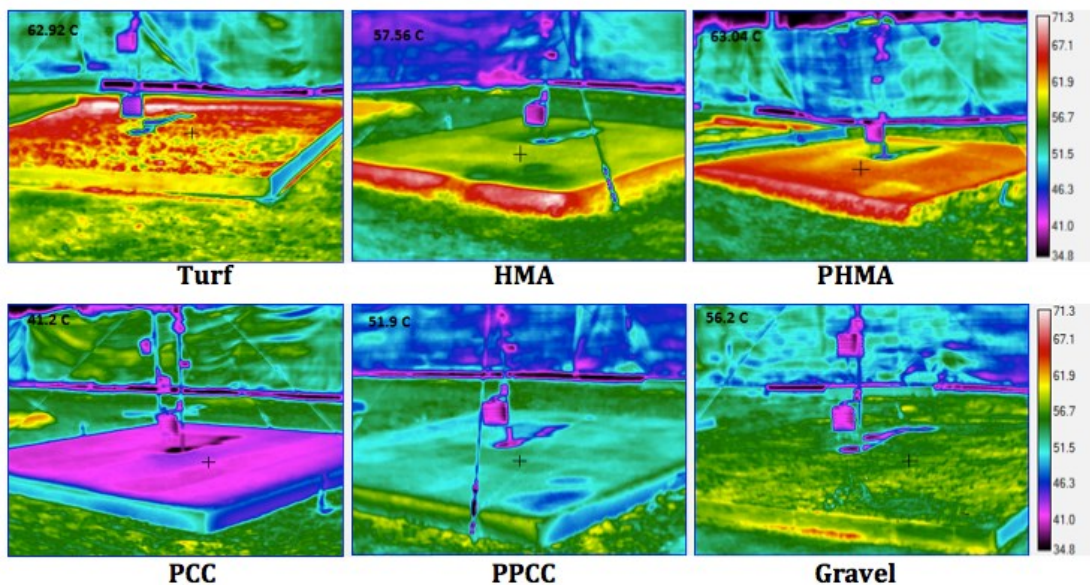 62.92 C
57.56 C
63.04 C
71.3
67.1
61.9
56.7
51.5
46.3
41.0
34.8
Turf
HMA
PHMA
41.2 C
51.9 C
56.2 C
71.3
67.1
61.9
56.7
51.5
46.3
41.0
34.8
PCC
PPCC
Gravel